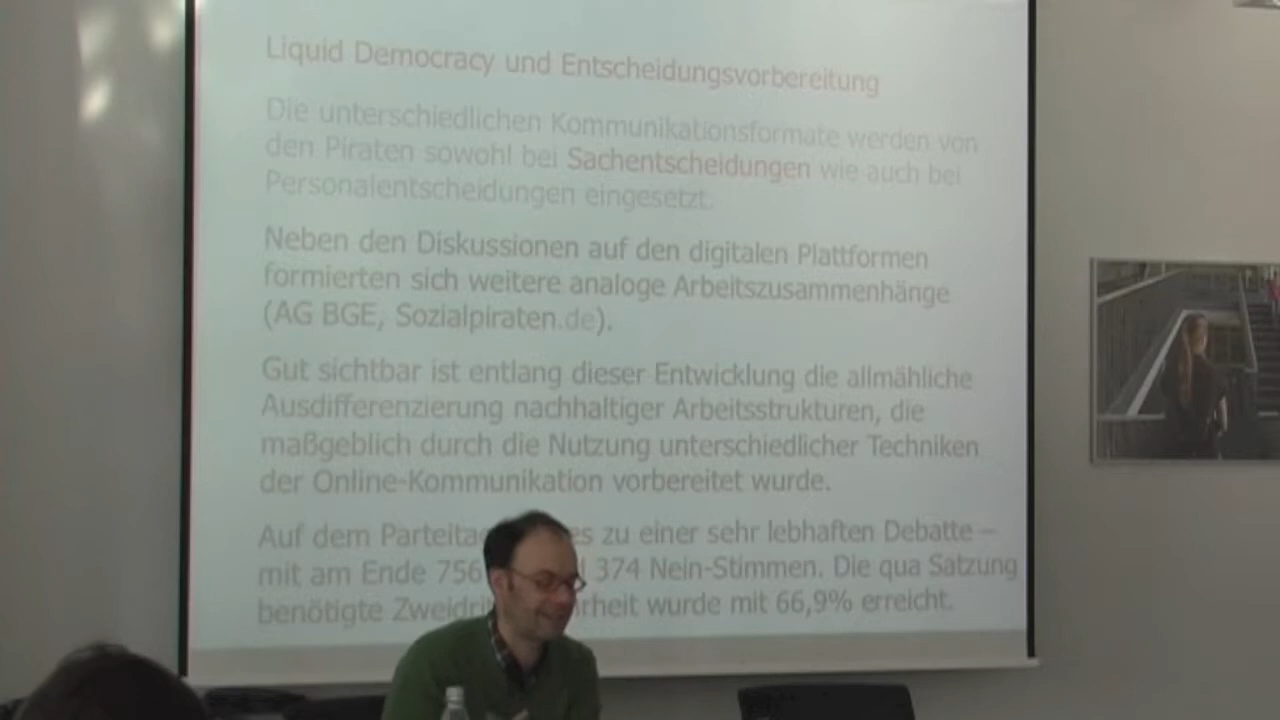 Liquid Democracy und Entscheidungsvorbereitung
Die unterschiedlichen Kommunikationsformate werden von
den Piraten sowohl bei Sachentscheidungen wie auch bei
Personalentscheidungen eingesetzt.
Neben den Diskussionen auf den digitalen Plattformen
formierten sich weitere analoge Arbeitszusammenhänge
(AG BGE, Sozialpiraten.de).
Gut sichtbar ist entlang dieser Entwicklung die allmähliche
Ausdifferenzierung nachhaltiger Arbeitsstrukturen, die
maßgeblich durch die Nutzung unterschiedlicher Techniken
der Online-Kommunikation vorbereitet wurde.
Auf dem es zu einer sehr lebhaften Debatte –
mit am Ende 756 374 Nein-Stimmen. Die qua Satzung
benötigte wurde mit 66,9% erreicht.